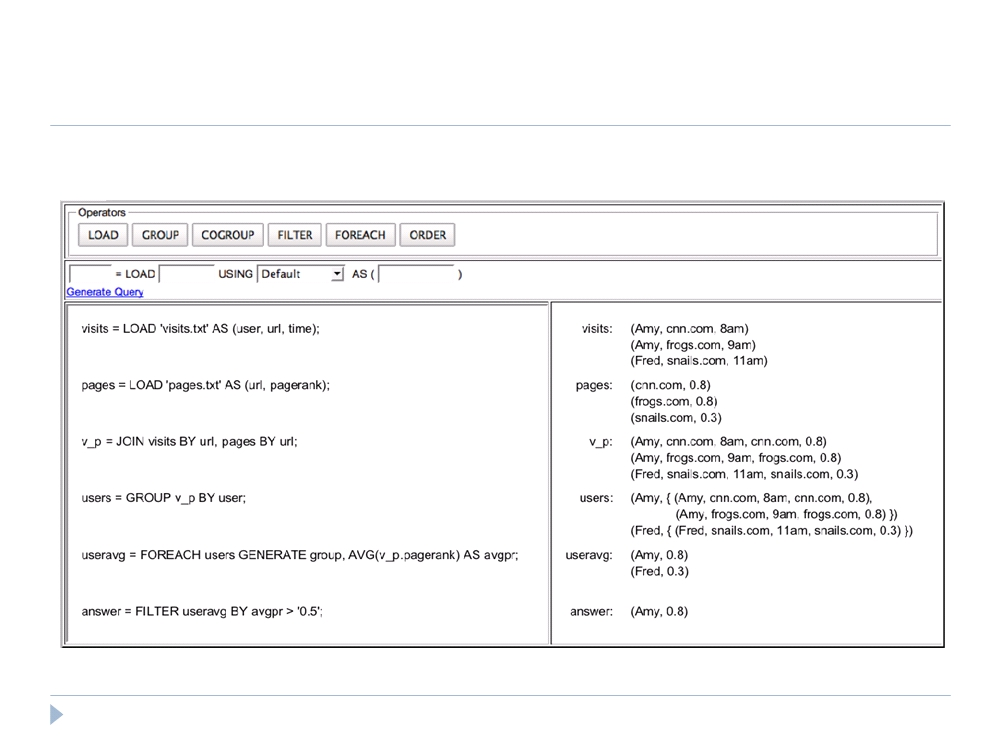 Operators
LOAD GROUP COGROUP FILTER FOREACH ORDER
= LOAD USING Default AS ( )
Generate Query
visits = LOAD 'visits.txt' AS (user, url, time);
visits: (Amy, cnn.com, 8am)
(Amy, frogs.com, 9am)
(Fred, snails.com, 11am)
pages = LOAD 'pages.txt' AS (url, pagerank);
pages: (cnn.com, 0.8)
(frogs.com, 0.8)
(snails.com, 0.3)
v_p = JOIN visits BY url, pages BY url;
v_p: (Amy, cnn.com, 8am, cnn.com, 0.8)
(Amy, frogs.com, 9am, frogs.com, 0.8)
(Fred, snails.com, 11am, snails.com, 0.3)
users = GROUP v_p BY user;
users: (Amy, { (Amy, cnn.com, 8am, cnn.com, 0.8),
(Amy, frogs.com, 9am, frogs.com, 0.8) })
(Fred, { (Fred, snails.com, 11am, snails.com, 0.3) })
useravg = FOREACH users GENERATE group, AVG(v_p.pagerank) AS avgpr;
useravg: (Amy, 0.8)
(Fred, 0.3)
answer = FILTER useravg BY avgpr > '0.5';
answer: (Amy, 0.8)